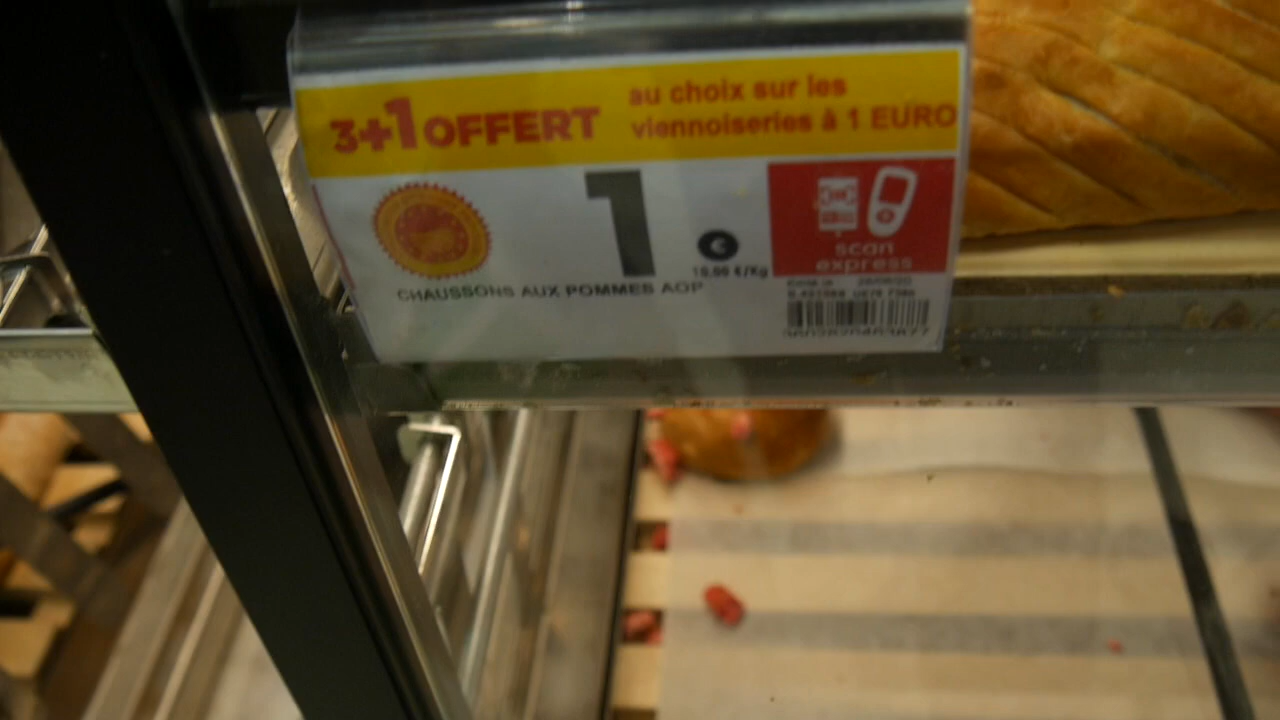 3+1 OFFERT
au choix sur les
viennoiseries à 1 EURO
1 €
CHAUSSONS AUX POMMES AOP
scan
express